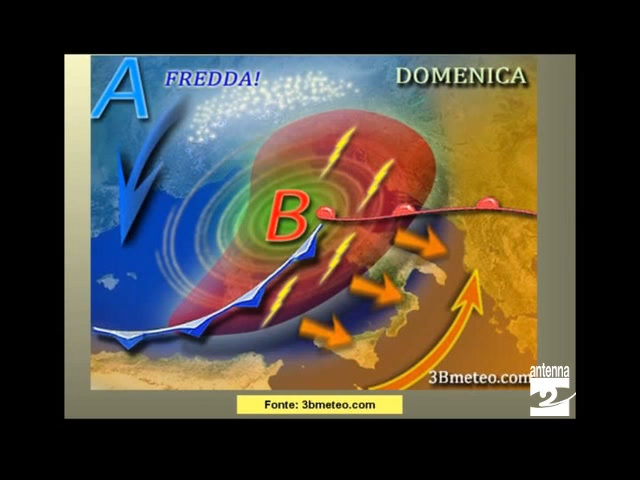 A FREDDA! DOMENICA
B
3Bmeteo.com
antenna
2
Fonte: 3bmeteo.com